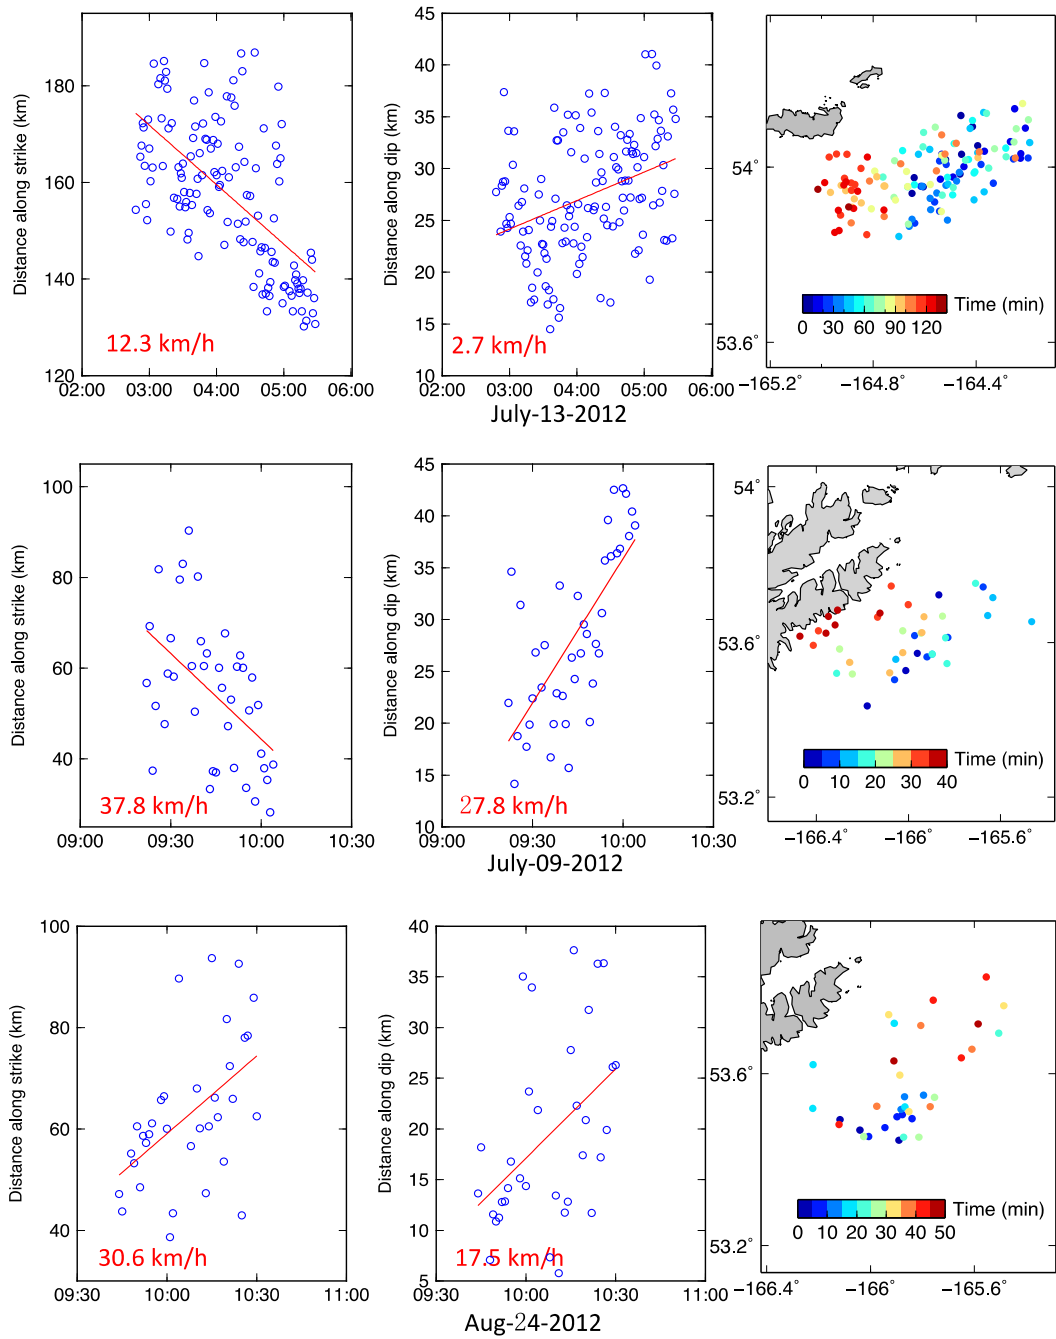 Distance along strike (km)
180
160
140
120
02:00 03:00 04:00 05:00 06:00
12.3 km/h
Distance along dip (km)
45
40
35
30
25
20
15
10
02:00 03:00 04:00 05:00 06:00
2.7 km/h
July-13-2012
54°
53.6°
−165.2° −164.8° −164.4°
Time (min)
0 30 60 90 120
Distance along strike (km)
100
80
60
40
09:00 09:30 10:00 10:30
37.8 km/h
Distance along dip (km)
45
40
35
30
25
20
15
10
09:00 09:30 10:00 10:30
27.8 km/h
July-09-2012
54°
53.6°
53.2°
−166.4° −166° −165.6°
Time (min)
0 10 20 30 40
Distance along strike (km)
100
80
60
40
09:30 10:00 10:30 11:00
30.6 km/h
Distance along dip (km)
40
35
30
25
20
15
10
5
09:30 10:00 10:30 11:00
17.5 km/h
Aug-24-2012
53.6°
53.2°
−166.4° −166° −165.6°
Time (min)
0 10 20 30 40 50